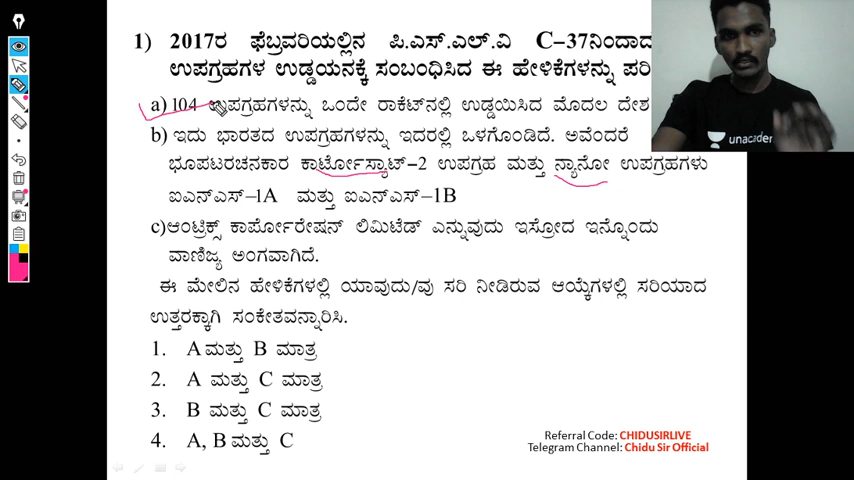 1) 2017ರ ಫೆಬ್ರವರಿಯಲ್ಲಿನ ಪಿ.ಎಸ್.ಎಲ್.ವಿ C-37ನಿಂದಾದ
ಉಪಗ್ರಹಗಳ ಉಡ್ಡಯನಕ್ಕೆ ಸಂಬಂಧಿಸಿದ ಈ ಹೇಳಿಕೆಗಳನ್ನು ಪರಿ
a) 104 ಉಪಗ್ರಹಗಳನ್ನು ಒಂದೇ ರಾಕೆಟ್‌ನಲ್ಲಿ ಉಡ್ಡಯಿಸಿದ ಮೊದಲ ದೇಶ
b) ಇದು ಭಾರತದ ಉಪಗ್ರಹಗಳನ್ನು ಇದರಲ್ಲಿ ಒಳಗೊಂಡಿದೆ. ಅವೆಂದರೆ
ಭೂಪಟರಚನಕಾರ ಕಾರ್ಟೋಸ್ಯಾಟ್-2 ಉಪಗ್ರಹ ಮತ್ತು ನ್ಯಾನೋ ಉಪಗ್ರಹಗಳು
ಐಎನ್ಎಸ್-1A ಮತ್ತು ಐಎನ್ಎಸ್-1B
c)ಆಂಟ್ರಿಕ್ಸ್ ಕಾರ್ಪೋರೇಷನ್ ಲಿಮಿಟೆಡ್ ಎನ್ನುವುದು ಇಸ್ರೋದ ಇನ್ನೊಂದು
ವಾಣಿಜ್ಯ ಅಂಗವಾಗಿದೆ.
ಈ ಮೇಲಿನ ಹೇಳಿಕೆಗಳಲ್ಲಿ ಯಾವುದು/ವು ಸರಿ ನೀಡಿರುವ ಆಯ್ಕೆಗಳಲ್ಲಿ ಸರಿಯಾದ
ಉತ್ತರಕ್ಕಾಗಿ ಸಂಕೇತವನ್ನಾರಿಸಿ.
1. A ಮತ್ತು B ಮಾತ್ರ
2. A ಮತ್ತು C ಮಾತ್ರ
3. B ಮತ್ತು C ಮಾತ್ರ
4. A, B ಮತ್ತು C
Referral Code: CHIDUSIRLIVE
Telegram Channel: Chidu Sir Official